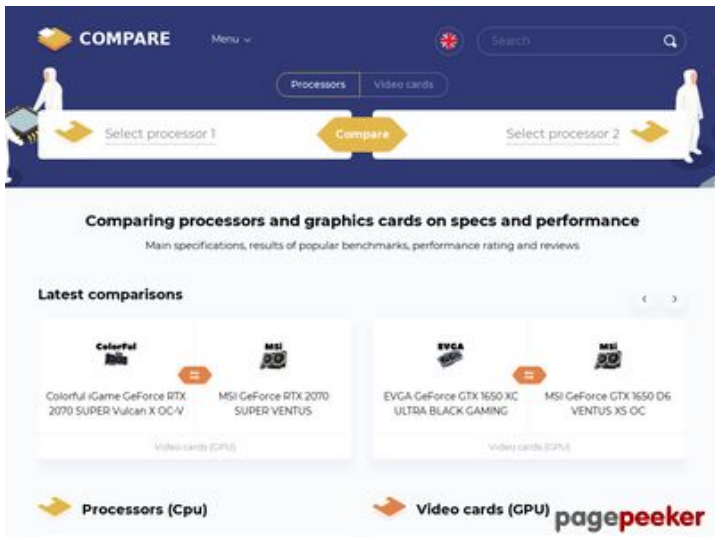 COMPARE
Menu
Search
Processors
Video cards
Select processor 1
Compare
Select processor 2
Comparing processors and graphics cards on specs and performance
Main specifications, results of popular benchmarks, performance rating and reviews
Latest comparisons
Colorful
MSI
EVGA
MSI
Colorful iGame GeForce RTX
2070 SUPER Vulcan X OC-V
MSI GeForce RTX 2070
SUPER VENTUS
EVGA GeForce GTX 1650 XC
ULTRA BLACK GAMING
MSI GeForce GTX 1650 D6
VENTUS XS OC
Video cards (GPU)
Video cards (GPU)
Processors (Cpu)
Video cards (GPU)
pagepeeker